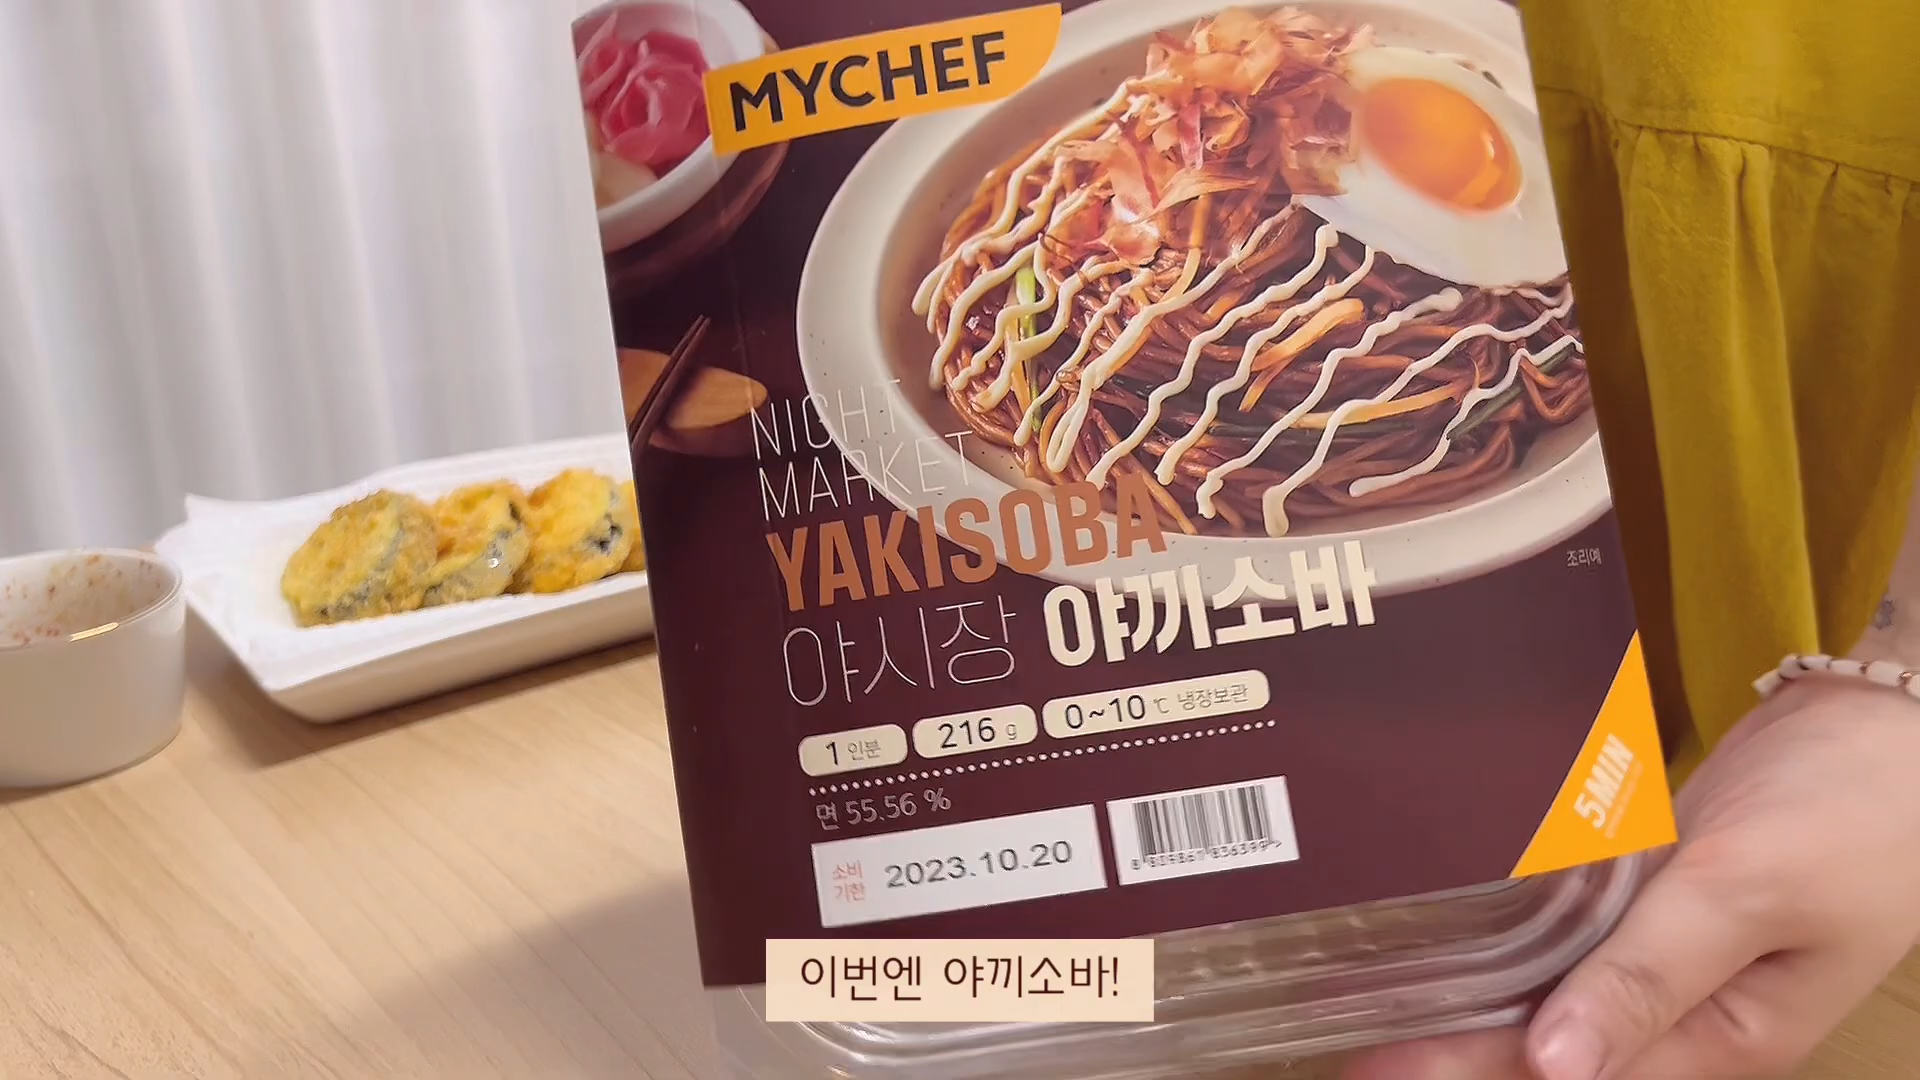 MYCHEF
NIGHT
MARKET
YAKISOBA
야시장 야끼소바
조리예
1 인분 216 g 0~10 ℃ 냉장보관
면 55.56 %
소비
기한
2023.10.20
5MIN
이번엔 야끼소바!